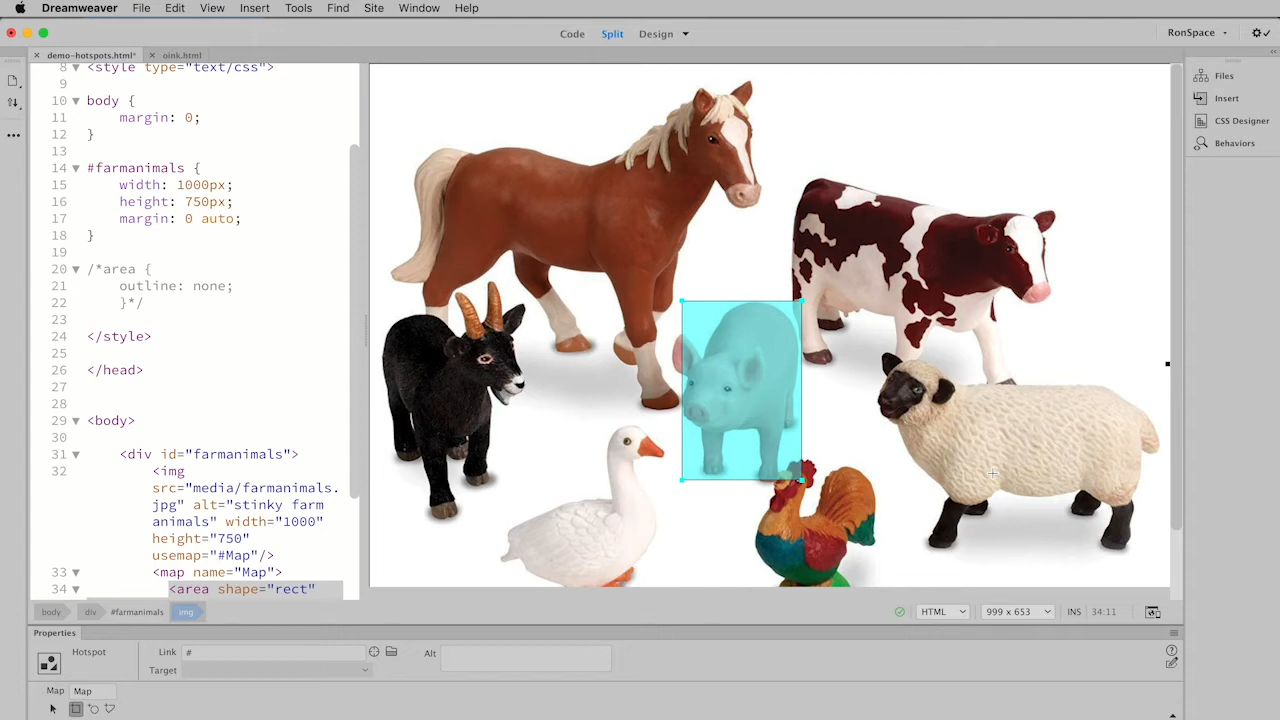 Dreamweaver File Edit View Insert Tools Find Site Window Help
Code Split Design RonSpace
demo-hotspots.html* oink.html
8 <style type="text/css">
9
10 body {
11 margin: 0;
12 }
13
14 #farmanimals {
15 width: 1000px;
16 height: 750px;
17 margin: 0 auto;
18 }
19
20 /*area {
21 outline: none;
22 }*/
23
24 </style>
25
26 </head>
27
28
29 <body>
30
31 <div id="farmanimals">
32 <img
src="media/farmanimals.
jpg" alt="stinky farm
animals" width="1000"
height="750"
usemap="#Map"/>
33 <map name="Map">
34 <area shape="rect"
Files
Insert
CSS Designer
Behaviors
body div #farmanimals img HTML 999 x 653 INS 34:11
Properties
Hotspot Link # Alt
Target
Map Map